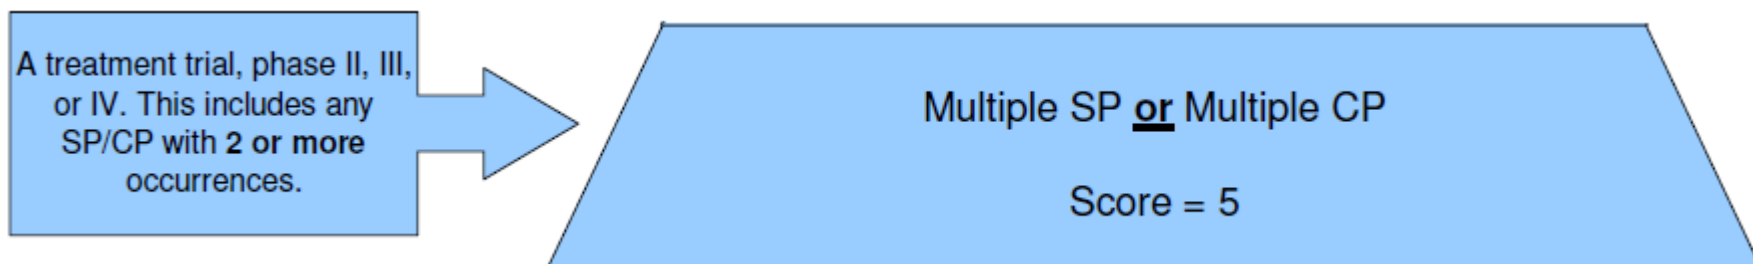 A treatment trial, phase II, III,
or IV. This includes any
SP/CP with 2 or more
occurrences.
Multiple SP or Multiple CP
Score = 5